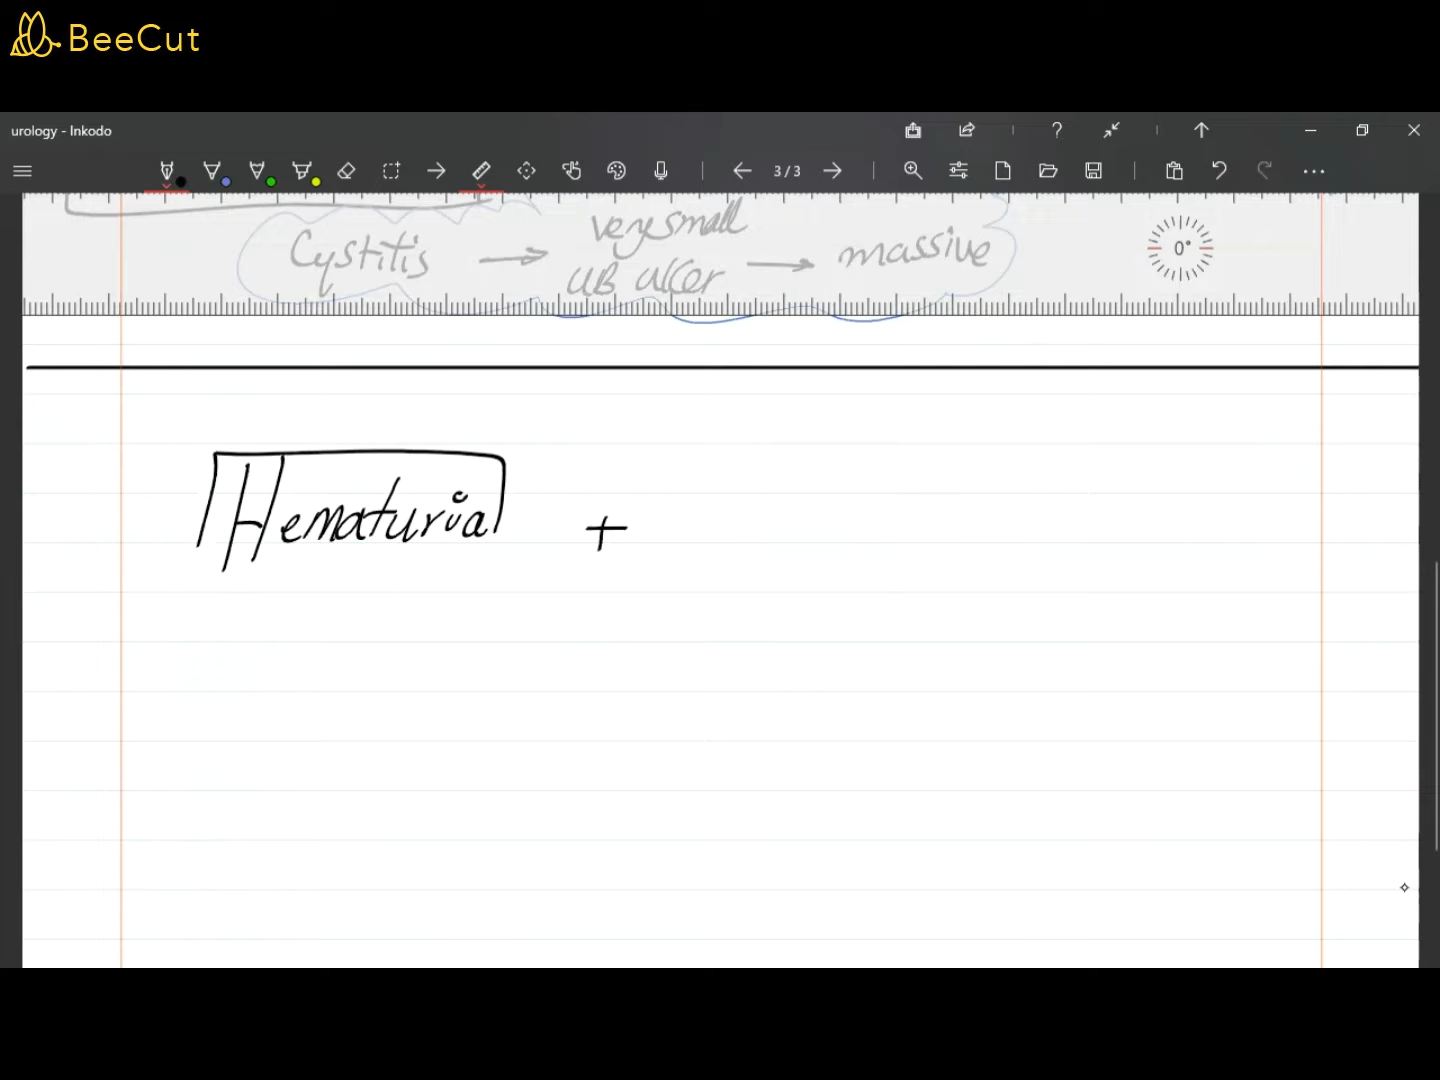 BeeCut
urology - Inkodo
?
3/3
Cystitis → very small UB ulcer → massive
0°
Hematuria +